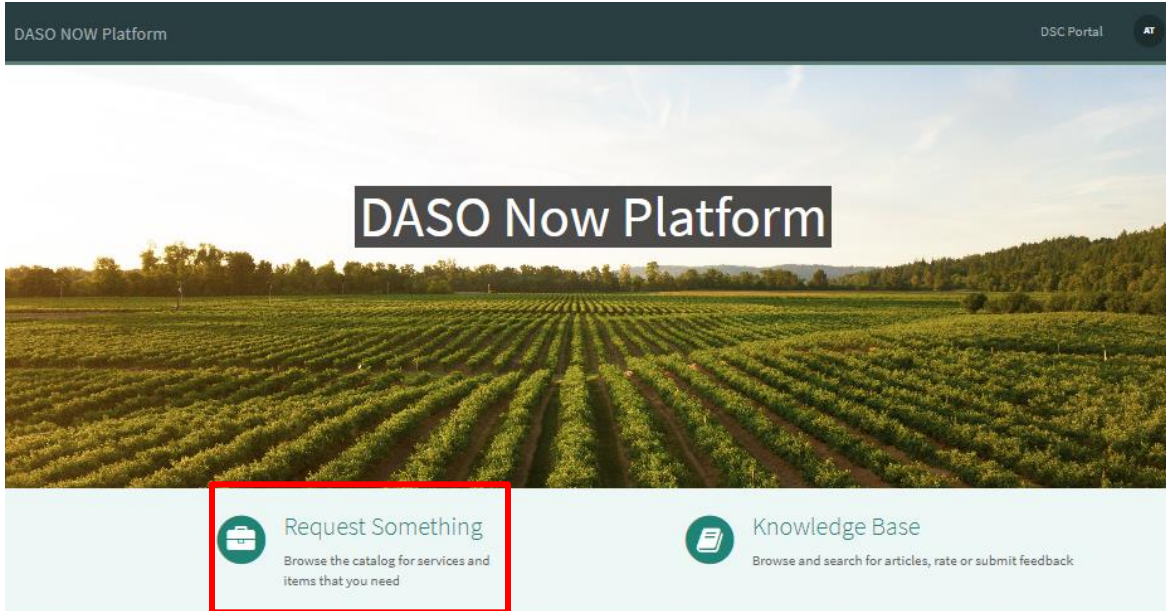 DASO NOW Platform
DSC Portal
AT
DASO Now Platform
Request Something
Browse the catalog for services and
items that you need
Knowledge Base
Browse and search for articles, rate or submit feedback